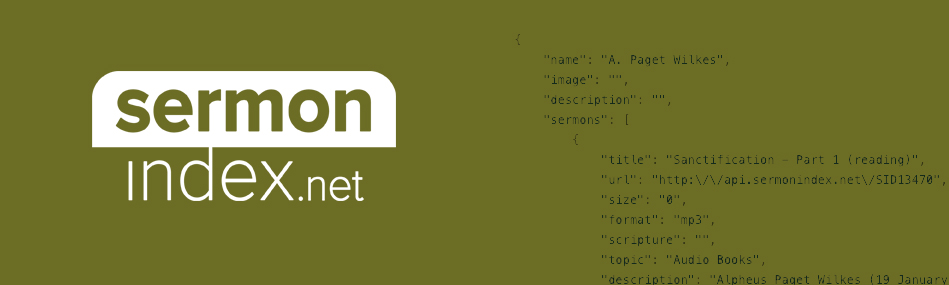 sermon
index.net
{
"name": "A. Paget Wilkes",
"image": "",
"description": "",
"sermons": [
{
"title": "Sanctification - Part 1 (reading)",
"url": "http:\/\/api.sermonindex.net\/SID13470",
"size": "0",
"format": "mp3",
"scripture": "",
"topic": "Audio Books",
"description": "Alpheus Paget Wilkes (19 January